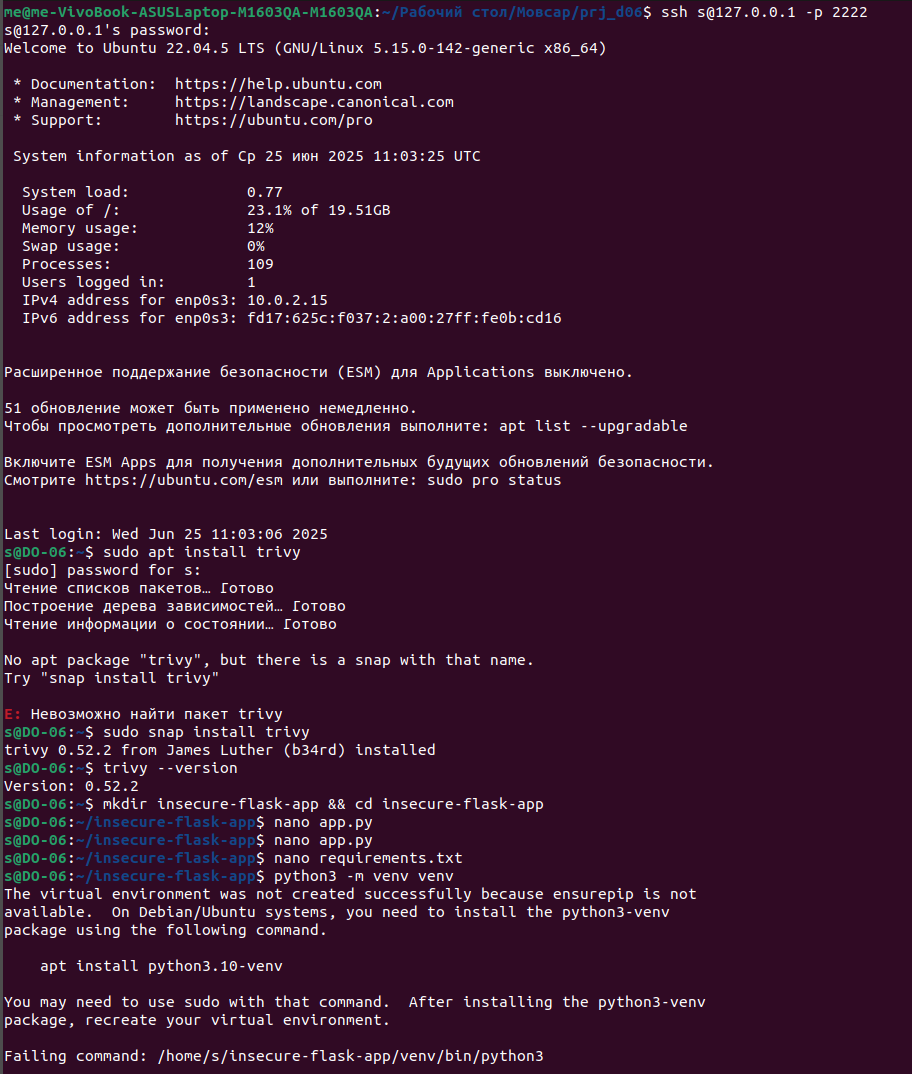 me@me-VivoBook-ASUSLaptop-M1603QA-M1603QA:~/Рабочий стол/Мовсар/prj_d06$ ssh s@127.0.0.1 -p 2222
s@127.0.0.1's password:
Welcome to Ubuntu 22.04.5 LTS (GNU/Linux 5.15.0-142-generic x86_64)
* Documentation:  https://help.ubuntu.com
* Management:     https://landscape.canonical.com
* Support:        https://ubuntu.com/pro
System information as of Ср 25 июн 2025 11:03:25 UTC
System load:             0.77
Usage of /:              23.1% of 19.51GB
Memory usage:            12%
Swap usage:              0%
Processes:               109
Users logged in:         1
IPv4 address for enp0s3: 10.0.2.15
IPv6 address for enp0s3: fd17:625c:f037:2:a00:27ff:fe0b:cd16
Расширенное поддержание безопасности (ESM) для Applications выключено.
51 обновление может быть применено немедленно.
Чтобы просмотреть дополнительные обновления выполните: apt list --upgradable
Включите ESM Apps для получения дополнительных будущих обновлений безопасности.
Смотрите https://ubuntu.com/esm или выполните: sudo pro status
Last login: Wed Jun 25 11:03:06 2025
s@DO-06:~$ sudo apt install trivy
[sudo] password for s:
Чтение списков пакетов… Готово
Построение дерева зависимостей… Готово
Чтение информации о состоянии… Готово
No apt package "trivy", but there is a snap with that name.
Try "snap install trivy"
E: Невозможно найти пакет trivy
s@DO-06:~$ sudo snap install trivy
trivy 0.52.2 from James Luther (b34rd) installed
s@DO-06:~$ trivy --version
Version: 0.52.2
s@DO-06:~$ mkdir insecure-flask-app && cd insecure-flask-app
s@DO-06:~/insecure-flask-app$ nano app.py
s@DO-06:~/insecure-flask-app$ nano app.py
s@DO-06:~/insecure-flask-app$ nano requirements.txt
s@DO-06:~/insecure-flask-app$ python3 -m venv venv
The virtual environment was not created successfully because ensurepip is not
available.  On Debian/Ubuntu systems, you need to install the python3-venv
package using the following command.
apt install python3.10-venv
You may need to use sudo with that command.  After installing the python3-venv
package, recreate your virtual environment.
Failing command: /home/s/insecure-flask-app/venv/bin/python3